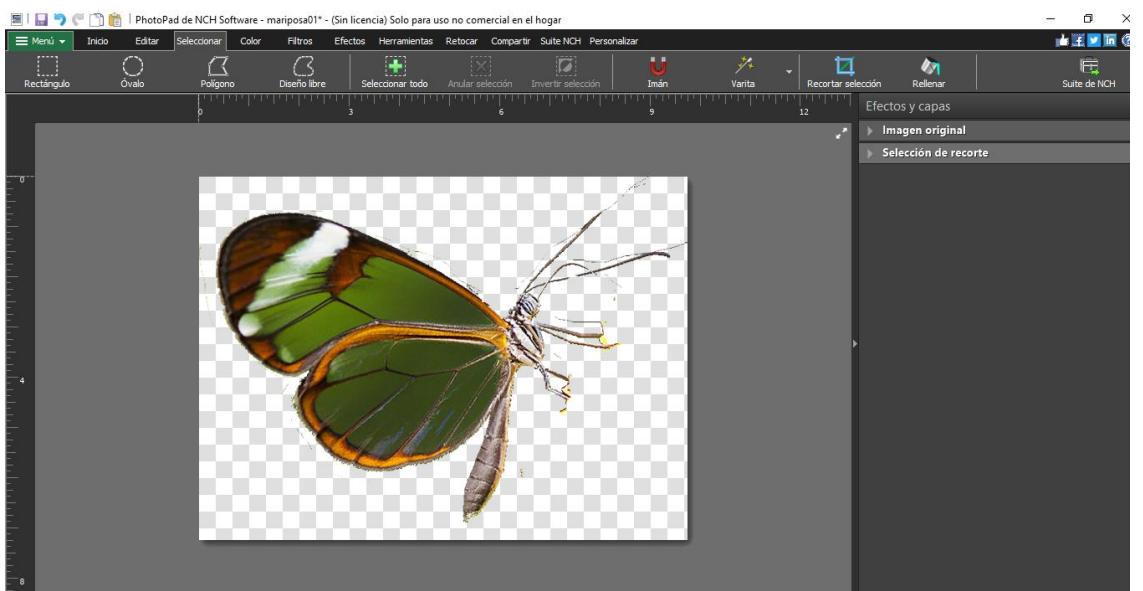 PhotoPad de NCH Software - mariposa01* - (Sin licencia) Solo para uso no comercial en el hogar
Menú Inicio Editar Seleccionar Color Filtros Efectos Herramientas Retocar Compartir Suite NCH Personalizar
Rectángulo Óvalo Polígono Diseño libre Seleccionar todo Anular selección Invertir selección Imán Varita Recortar selección Rellenar Suite de NCH
0 3 6 9 12
Efectos y capas
Imagen original
Selección de recorte
0
4
8